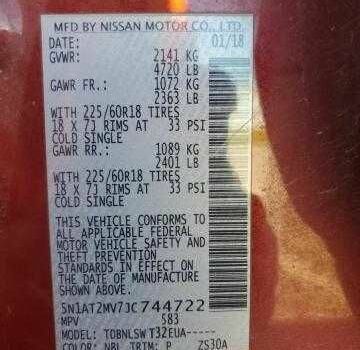 MFD BY NISSAN MOTOR CO., LTD.
DATE: 01/18
GVWR: 2141 KG
4720 LB
GAWR FR.: 1072 KG
2363 LB
WITH 225/60R18 TIRES
18 X 7J RIMS AT 33 PSI
COLD SINGLE
GAWR RR.: 1089 KG
2401 LB
WITH 225/60R18 TIRES
18 X 7J RIMS AT 33 PSI
COLD SINGLE
THIS VEHICLE CONFORMS TO
ALL APPLICABLE FEDERAL
MOTOR VEHICLE SAFETY AND
THEFT PREVENTION
STANDARDS IN EFFECT ON
THE DATE OF MANUFACTURE
SHOWN ABOVE
5N1AT2MV7JC744722
MPV 583
MODEL: TDBNLSW T32EUA-----
COLOR: NBL TRIM: P ZS30A